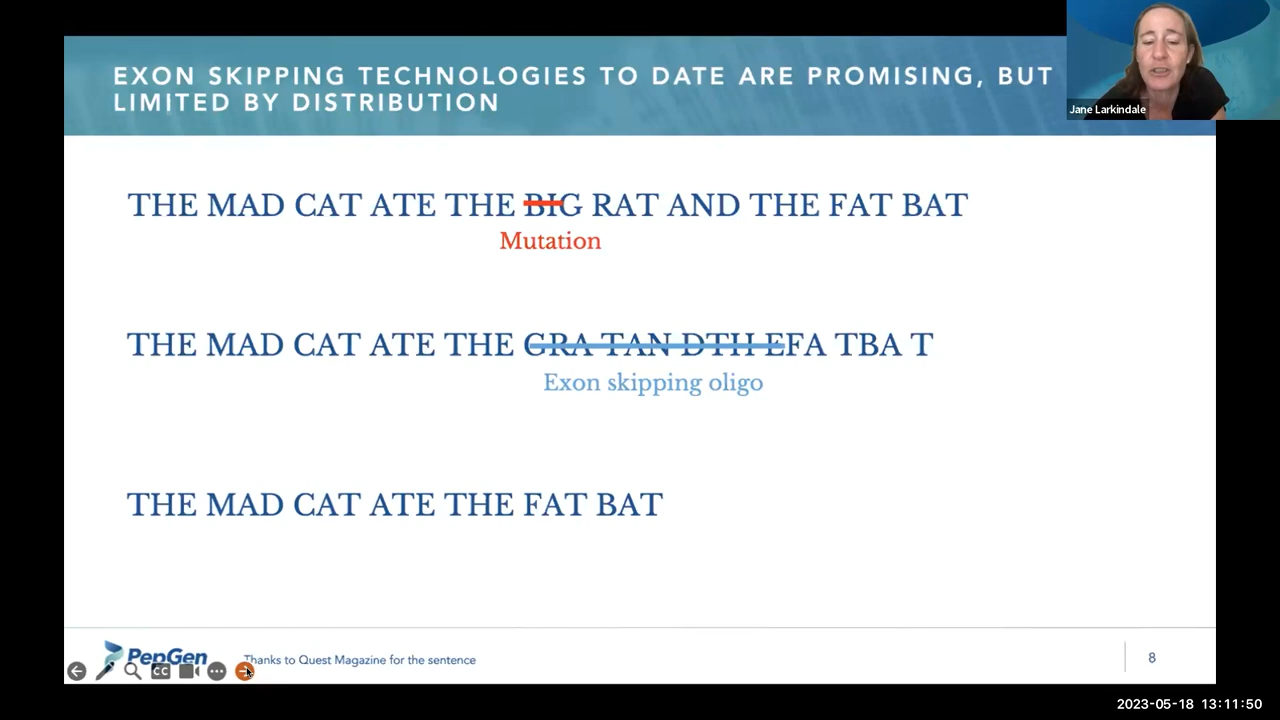 EXON SKIPPING TECHNOLOGIES TO DATE ARE PROMISING, BUT
LIMITED BY DISTRIBUTION
Jane Larkindale
THE MAD CAT ATE THE BIG RAT AND THE FAT BAT
Mutation
THE MAD CAT ATE THE GRA TAN DTH EFA TBA T
Exon skipping oligo
THE MAD CAT ATE THE FAT BAT
PepGen
Thanks to Quest Magazine for the sentence
8
CC
2023-05-18 13:11:50